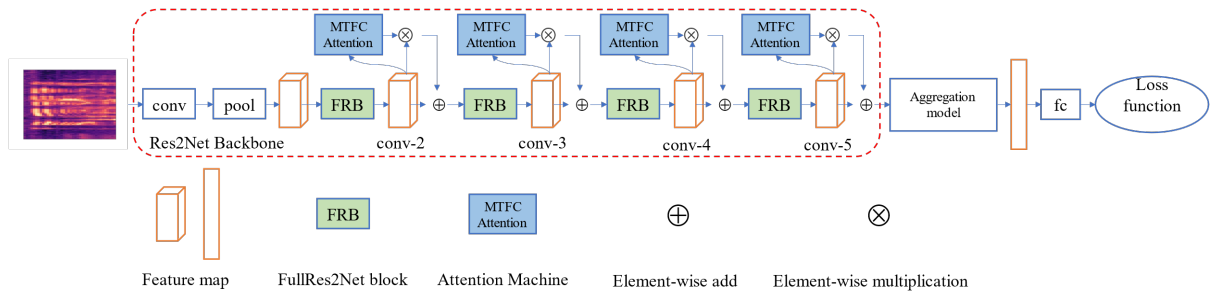 MTFC
Attention
MTFC
Attention
MTFC
Attention
MTFC
Attention
conv
pool
FRB
FRB
FRB
FRB
Aggregation
model
fc
Loss
function
Res2Net Backbone
conv-2
conv-3
conv-4
conv-5
FRB
MTFC
Attention
Feature map
FullRes2Net block
Attention Machine
Element-wise add
Element-wise multiplication